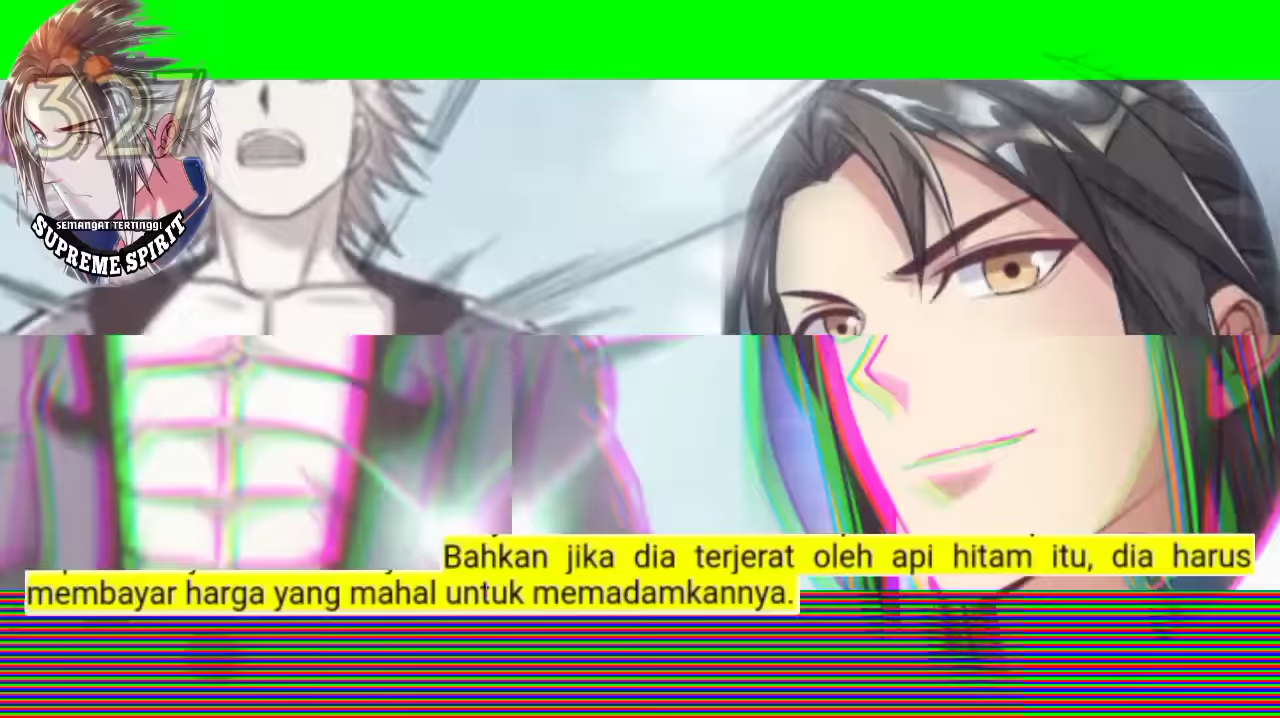 327
SEMANGAT TERTINGGI
SUPREME SPIRIT
Bahkan jika dia terjerat oleh api hitam itu, dia harus
membayar harga yang mahal untuk memadamkannya.